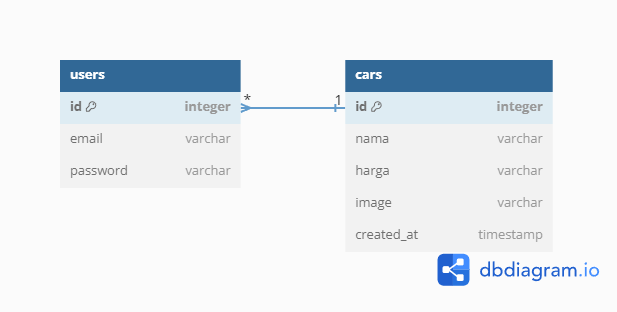 users
id integer
email varchar
password varchar
* 1
cars
id integer
nama varchar
harga varchar
image varchar
created_at timestamp
dbdiagram.io